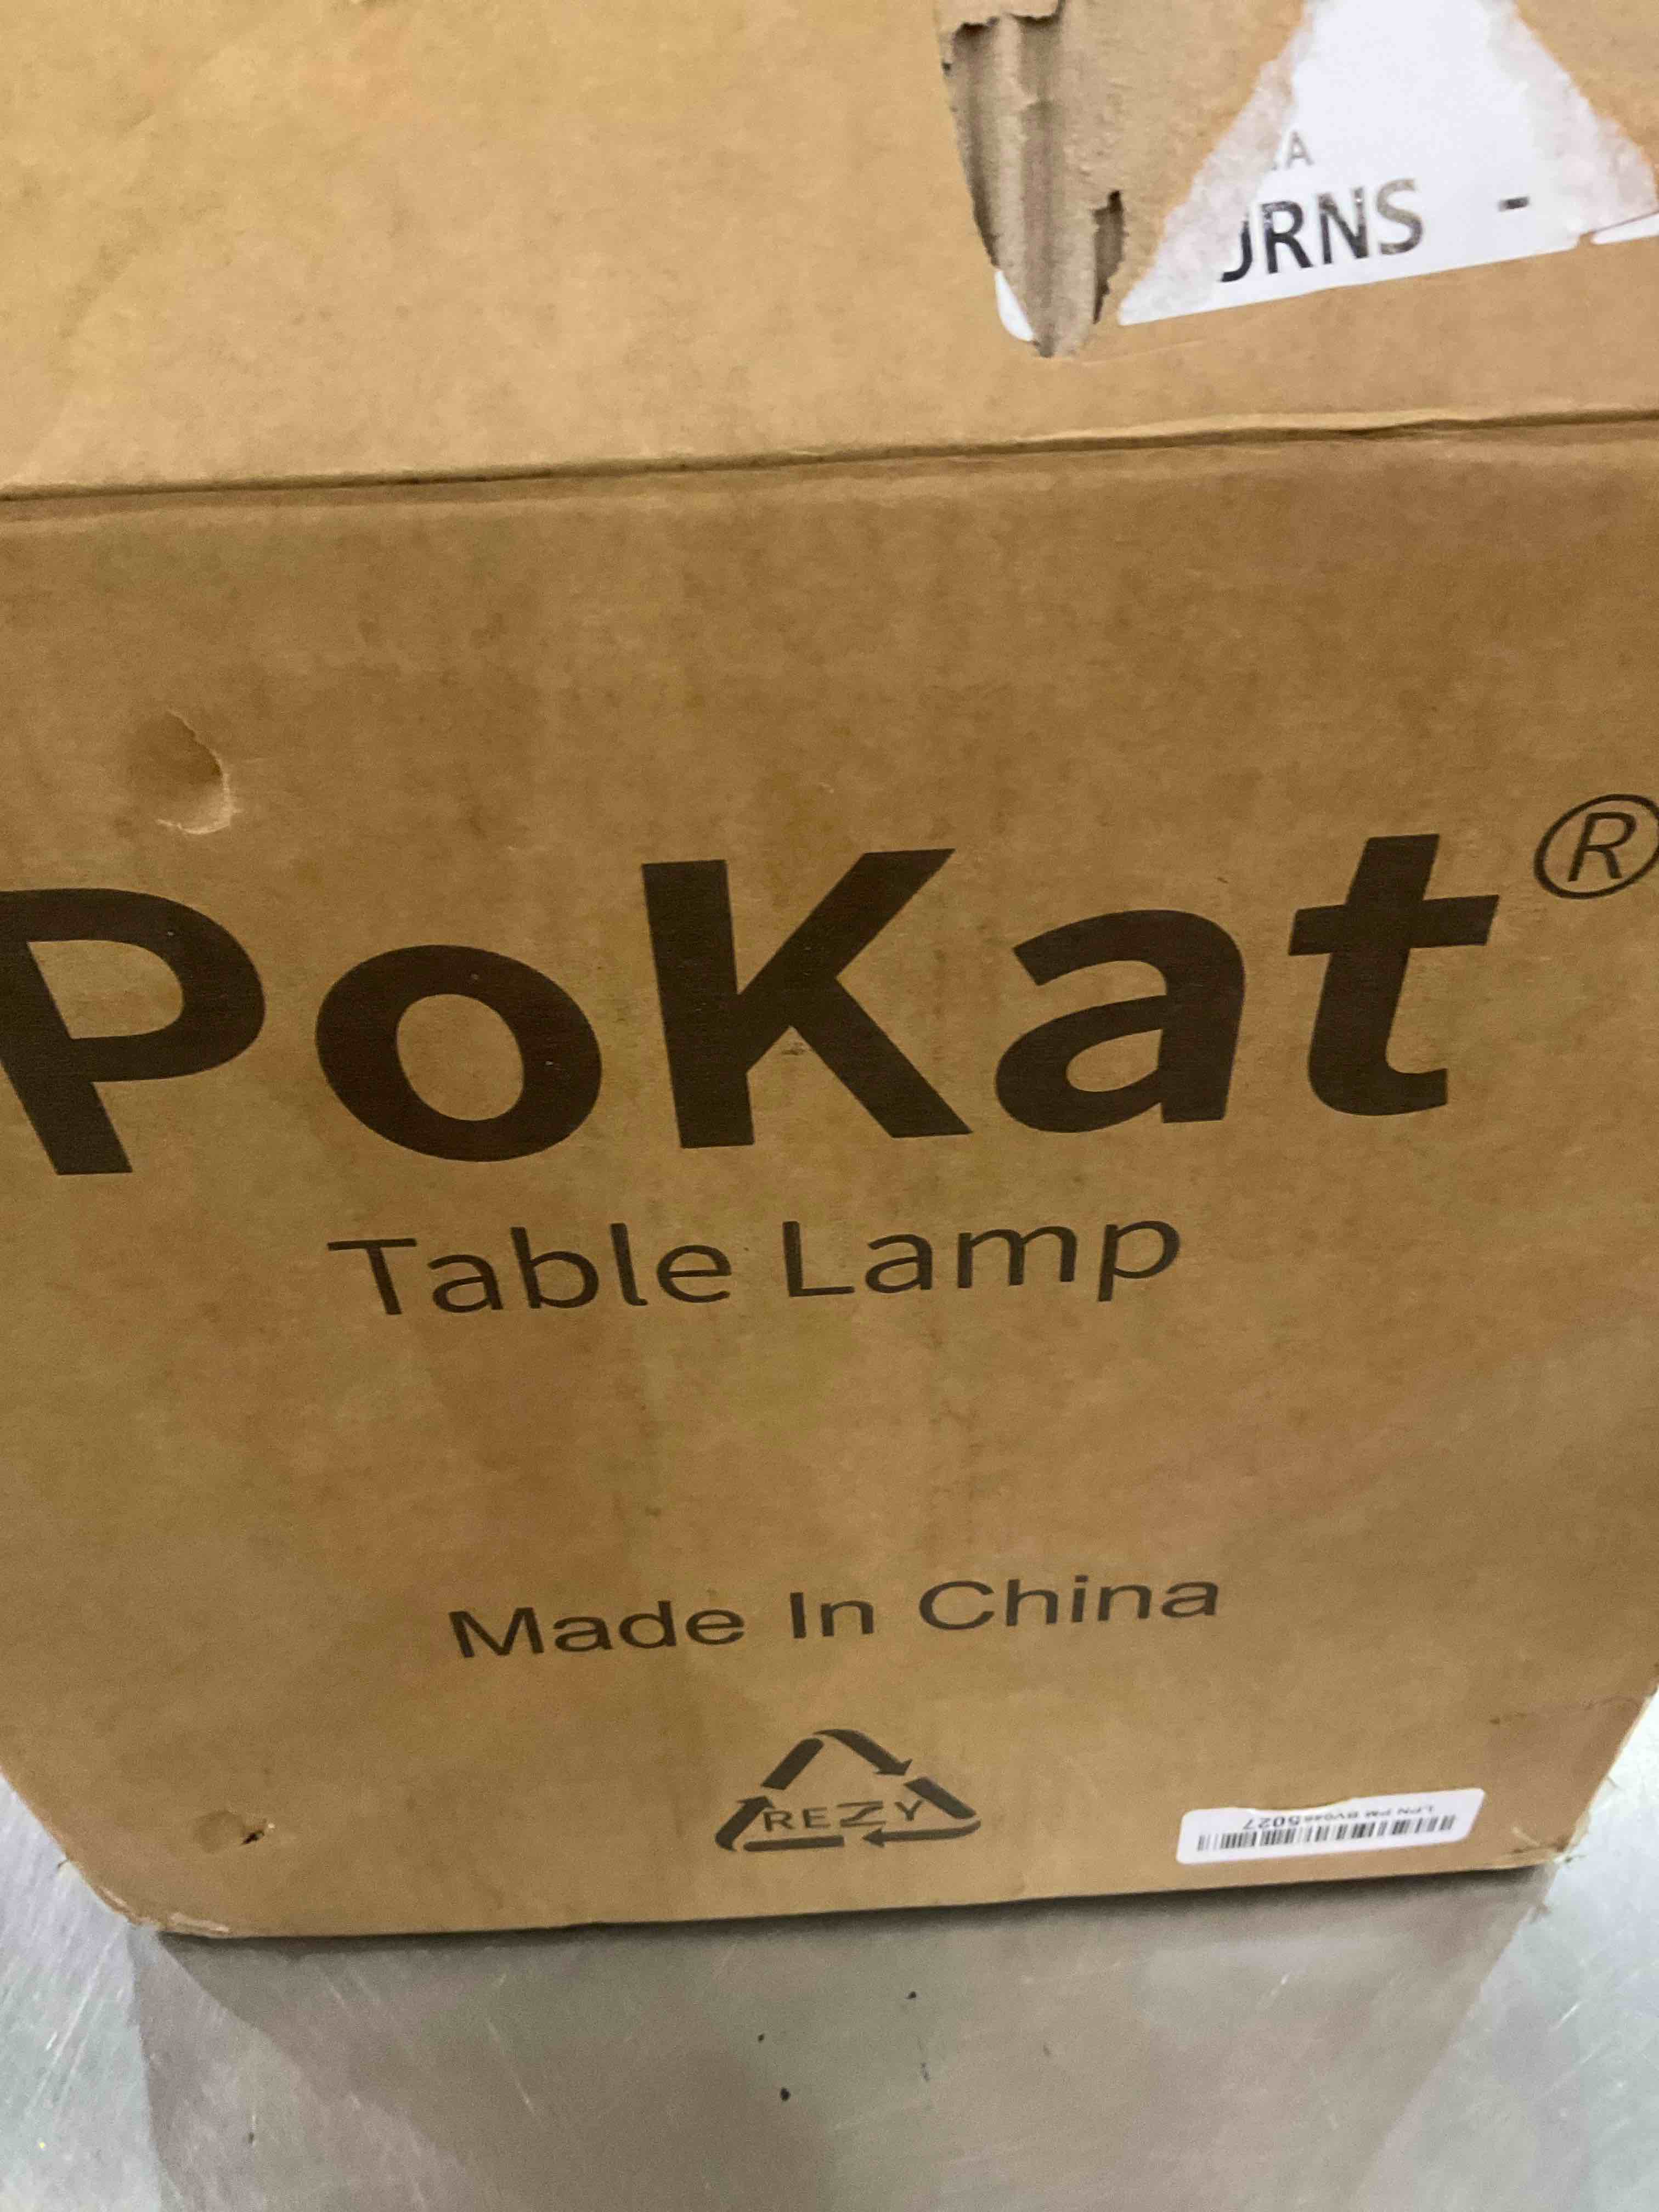 JRNS -
PoKat®
Table Lamp
Made In China
REZY